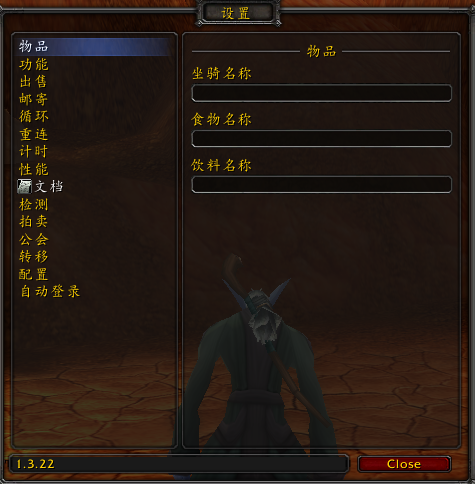 设置
物品
功能
出售
邮寄
循环
重连
计时
性能
文档
检测
拍卖
公会
转移
配置
自动登录
物品
坐骑名称
食物名称
饮料名称
1.3.22
Close